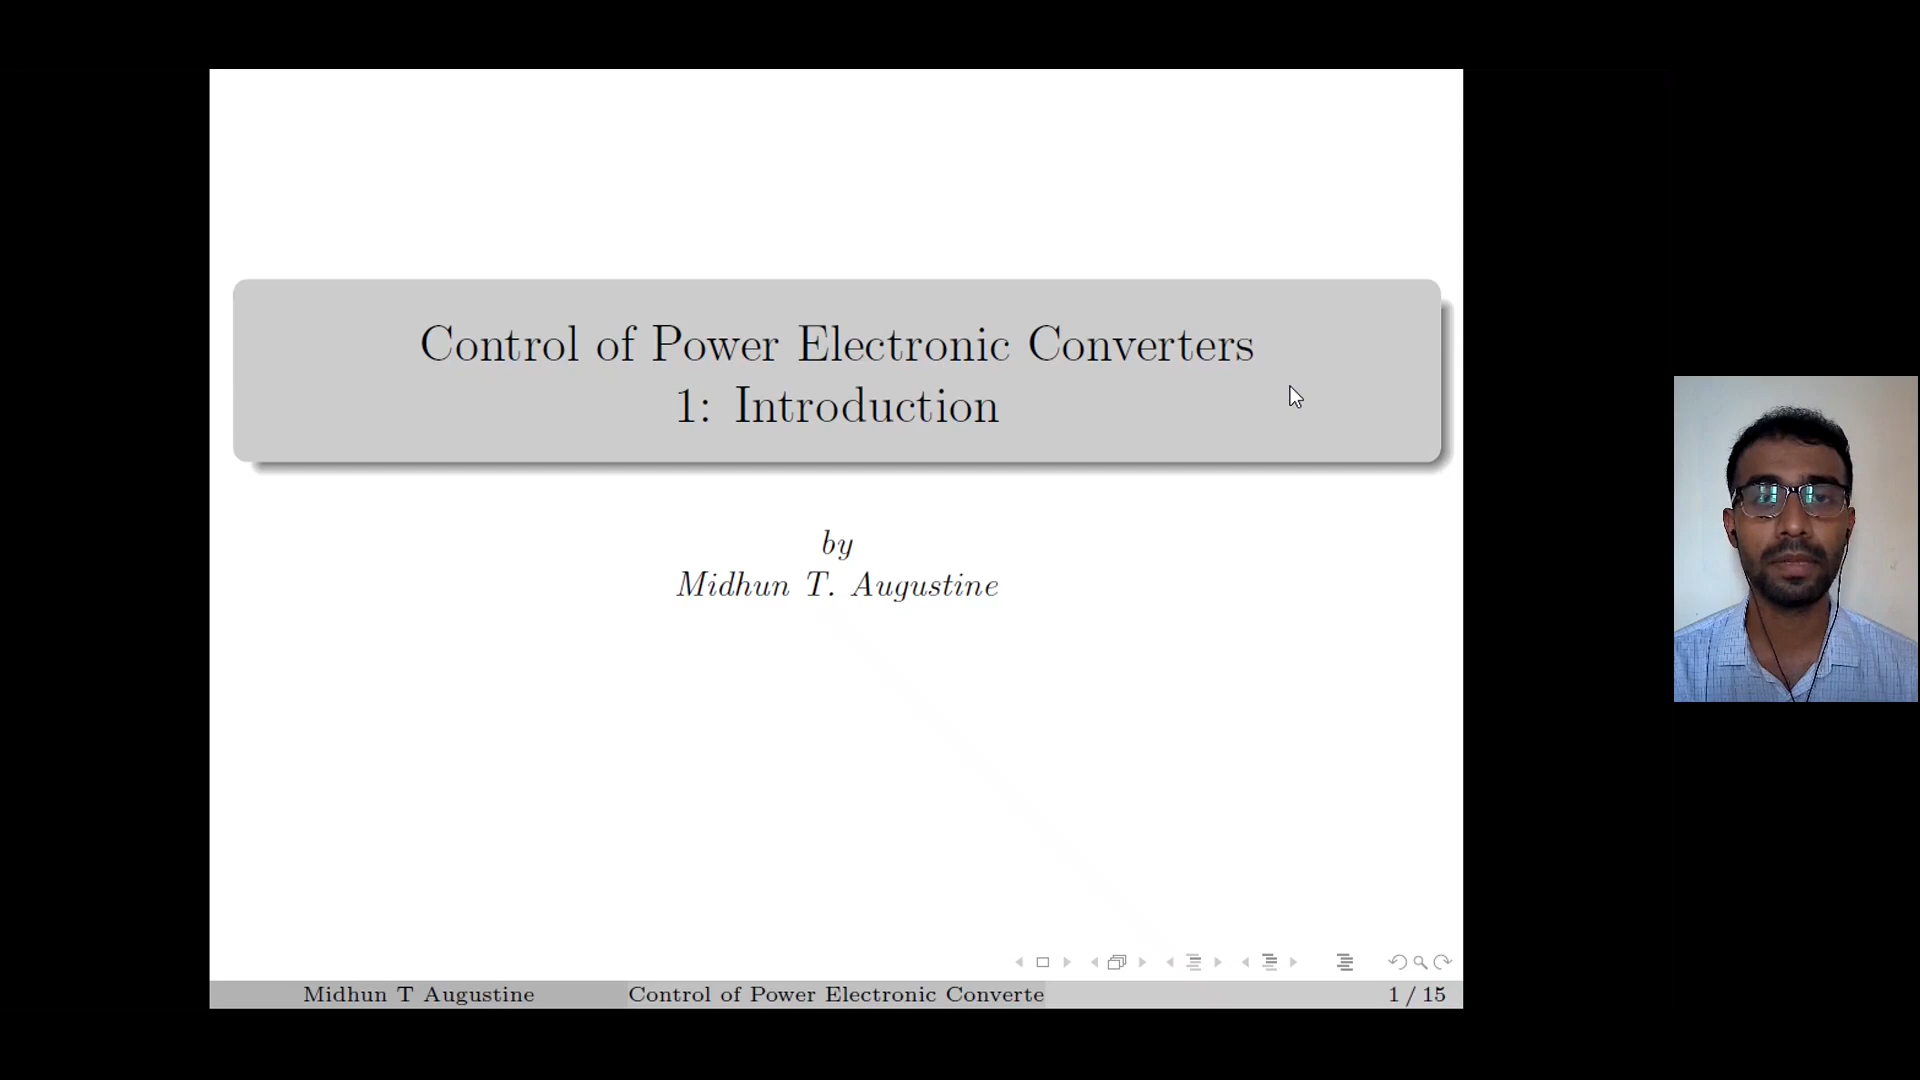 Control of Power Electronic Converters
1: Introduction
by
Midhun T. Augustine
Midhun T Augustine
Control of Power Electronic Converte
1 / 15